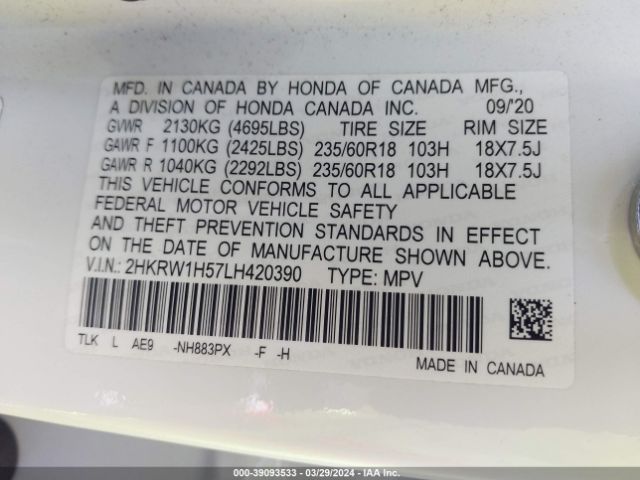 MFD. IN CANADA BY HONDA OF CANADA MFG.,
A DIVISION OF HONDA CANADA INC. 09/'20
GVWR 2130KG (4695LBS) TIRE SIZE RIM SIZE
GAWR F 1100KG (2425LBS) 235/60R18 103H 18X7.5J
GAWR R 1040KG (2292LBS) 235/60R18 103H 18X7.5J
THIS VEHICLE CONFORMS TO ALL APPLICABLE
FEDERAL MOTOR VEHICLE SAFETY
AND THEFT PREVENTION STANDARDS IN EFFECT
ON THE DATE OF MANUFACTURE SHOWN ABOVE.
V.I.N.: 2HKRW1H57LH420390 TYPE: MPV
TLK L AE9 -NH883PX -F -H
MADE IN CANADA
000-39093533 - 03/29/2024 - Copyright IAA Inc.